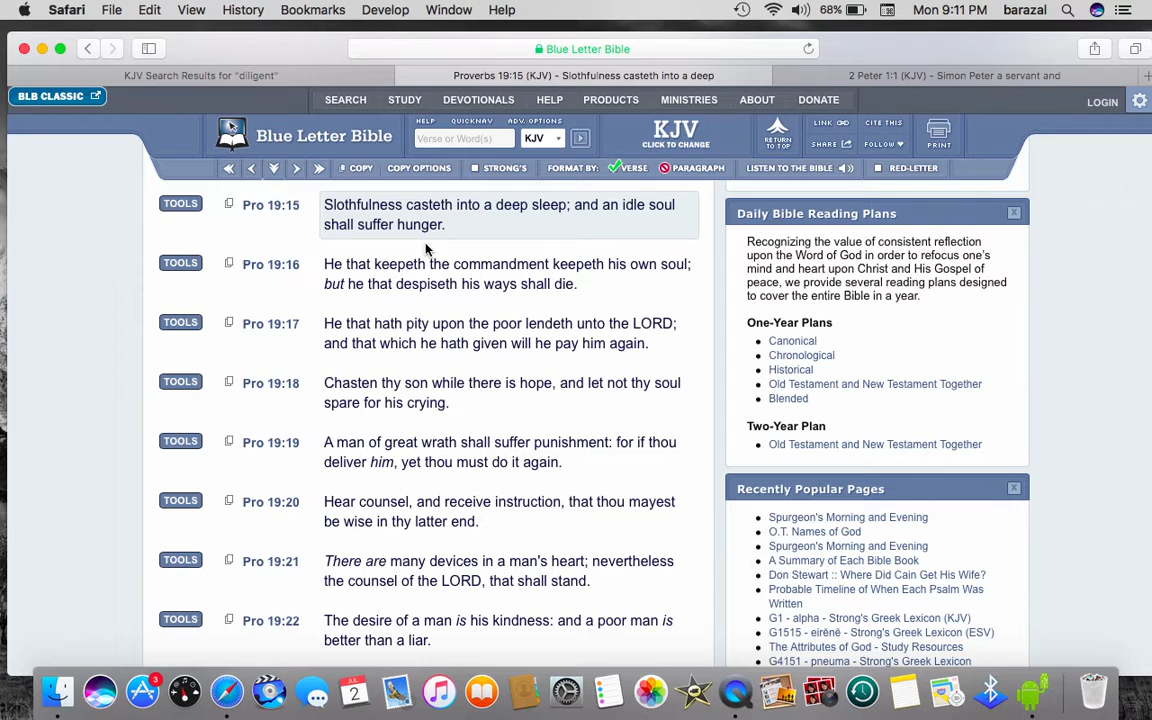 Safari File Edit View History Bookmarks Develop Window Help 68% Mon 9:11 PM barazal
Blue Letter Bible
KJV Search Results for "diligent" Proverbs 19:15 (KJV) - Slothfulness casteth into a deep 2 Peter 1:1 (KJV) - Simon Peter a servant and
BLB CLASSIC SEARCH STUDY DEVOTIONALS HELP PRODUCTS MINISTRIES ABOUT DONATE LOGIN
Blue Letter Bible
HELP QUICKNAV ADV. OPTIONS
Verse or Word(s) KJV
KJV
CLICK TO CHANGE
RETURN
TO TOP
LINK CITE THIS
SHARE FOLLOW
PRINT
COPY COPY OPTIONS STRONG'S FORMAT BY: VERSE PARAGRAPH LISTEN TO THE BIBLE RED-LETTER
TOOLS Pro 19:15 Slothfulness casteth into a deep sleep; and an idle soul
shall suffer hunger.
TOOLS Pro 19:16 He that keepeth the commandment keepeth his own soul;
but he that despiseth his ways shall die.
TOOLS Pro 19:17 He that hath pity upon the poor lendeth unto the LORD;
and that which he hath given will he pay him again.
TOOLS Pro 19:18 Chasten thy son while there is hope, and let not thy soul
spare for his crying.
TOOLS Pro 19:19 A man of great wrath shall suffer punishment: for if thou
deliver him, yet thou must do it again.
TOOLS Pro 19:20 Hear counsel, and receive instruction, that thou mayest
be wise in thy latter end.
TOOLS Pro 19:21 There are many devices in a man's heart; nevertheless
the counsel of the LORD, that shall stand.
TOOLS Pro 19:22 The desire of a man is his kindness: and a poor man is
better than a liar.
Daily Bible Reading Plans X
Recognizing the value of consistent reflection
upon the Word of God in order to refocus one's
mind and heart upon Christ and His Gospel of
peace, we provide several reading plans designed
to cover the entire Bible in a year.
One-Year Plans
Canonical
Chronological
Historical
Old Testament and New Testament Together
Blended
Two-Year Plan
Old Testament and New Testament Together
Recently Popular Pages X
Spurgeon's Morning and Evening
O.T. Names of God
Spurgeon's Morning and Evening
A Summary of Each Bible Book
Don Stewart :: Where Did Cain Get His Wife?
Probable Timeline of When Each Psalm Was
Written
G1 - alpha - Strong's Greek Lexicon (KJV)
G1515 - eirēnē - Strong's Greek Lexicon (ESV)
The Attributes of God - Study Resources
G4151 - pneuma - Strong's Greek Lexicon
3
JUL
2